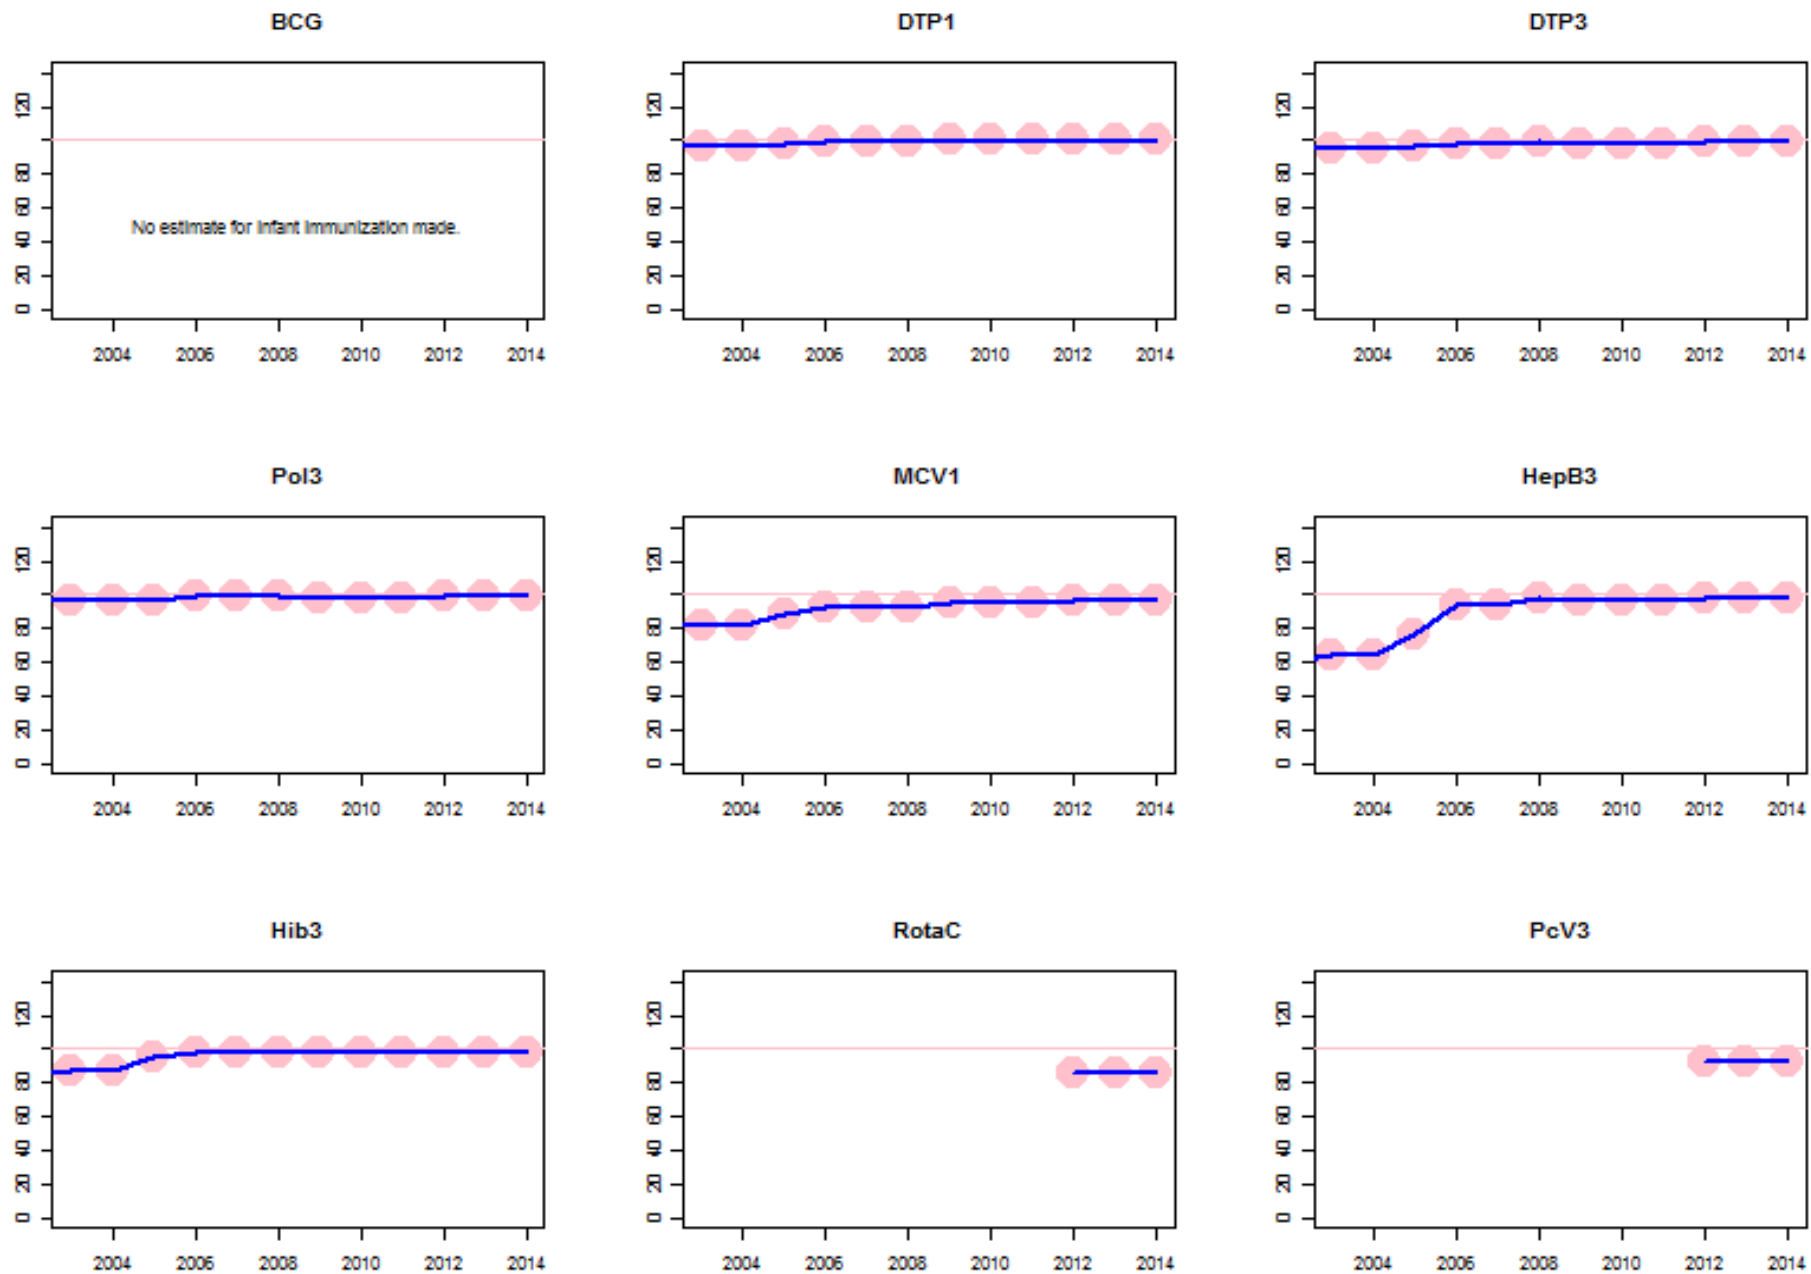 BCG DTP1 DTP3
120 120 120
80 80 80
60 60 60
No estimate for infant immunization made.
40 40 40
20 20 20
0 0 0
2004 2006 2008 2010 2012 2014 2004 2006 2008 2010 2012 2014 2004 2006 2008 2010 2012 2014
Pol3 MCV1 HepB3
120 120 120
80 80 80
60 60 60
40 40 40
20 20 20
0 0 0
2004 2006 2008 2010 2012 2014 2004 2006 2008 2010 2012 2014 2004 2006 2008 2010 2012 2014
Hib3 RotaC PcV3
120 120 120
80 80 80
60 60 60
40 40 40
20 20 20
0 0 0
2004 2006 2008 2010 2012 2014 2004 2006 2008 2010 2012 2014 2004 2006 2008 2010 2012 2014